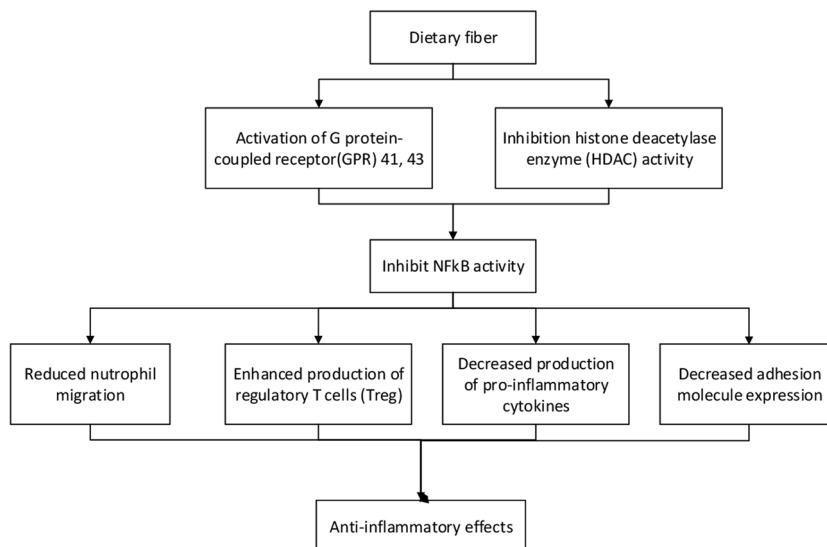 Dietary fiber
Activation of G protein-
coupled receptor(GPR) 41, 43
Inhibition histone deacetylase
enzyme (HDAC) activity
Inhibit NFkB activity
Reduced nutrophil
migration
Enhanced production of
regulatory T cells (Treg)
Decreased production
of pro-inflammatory
cytokines
Decreased adhesion
molecule expression
Anti-inflammatory effects